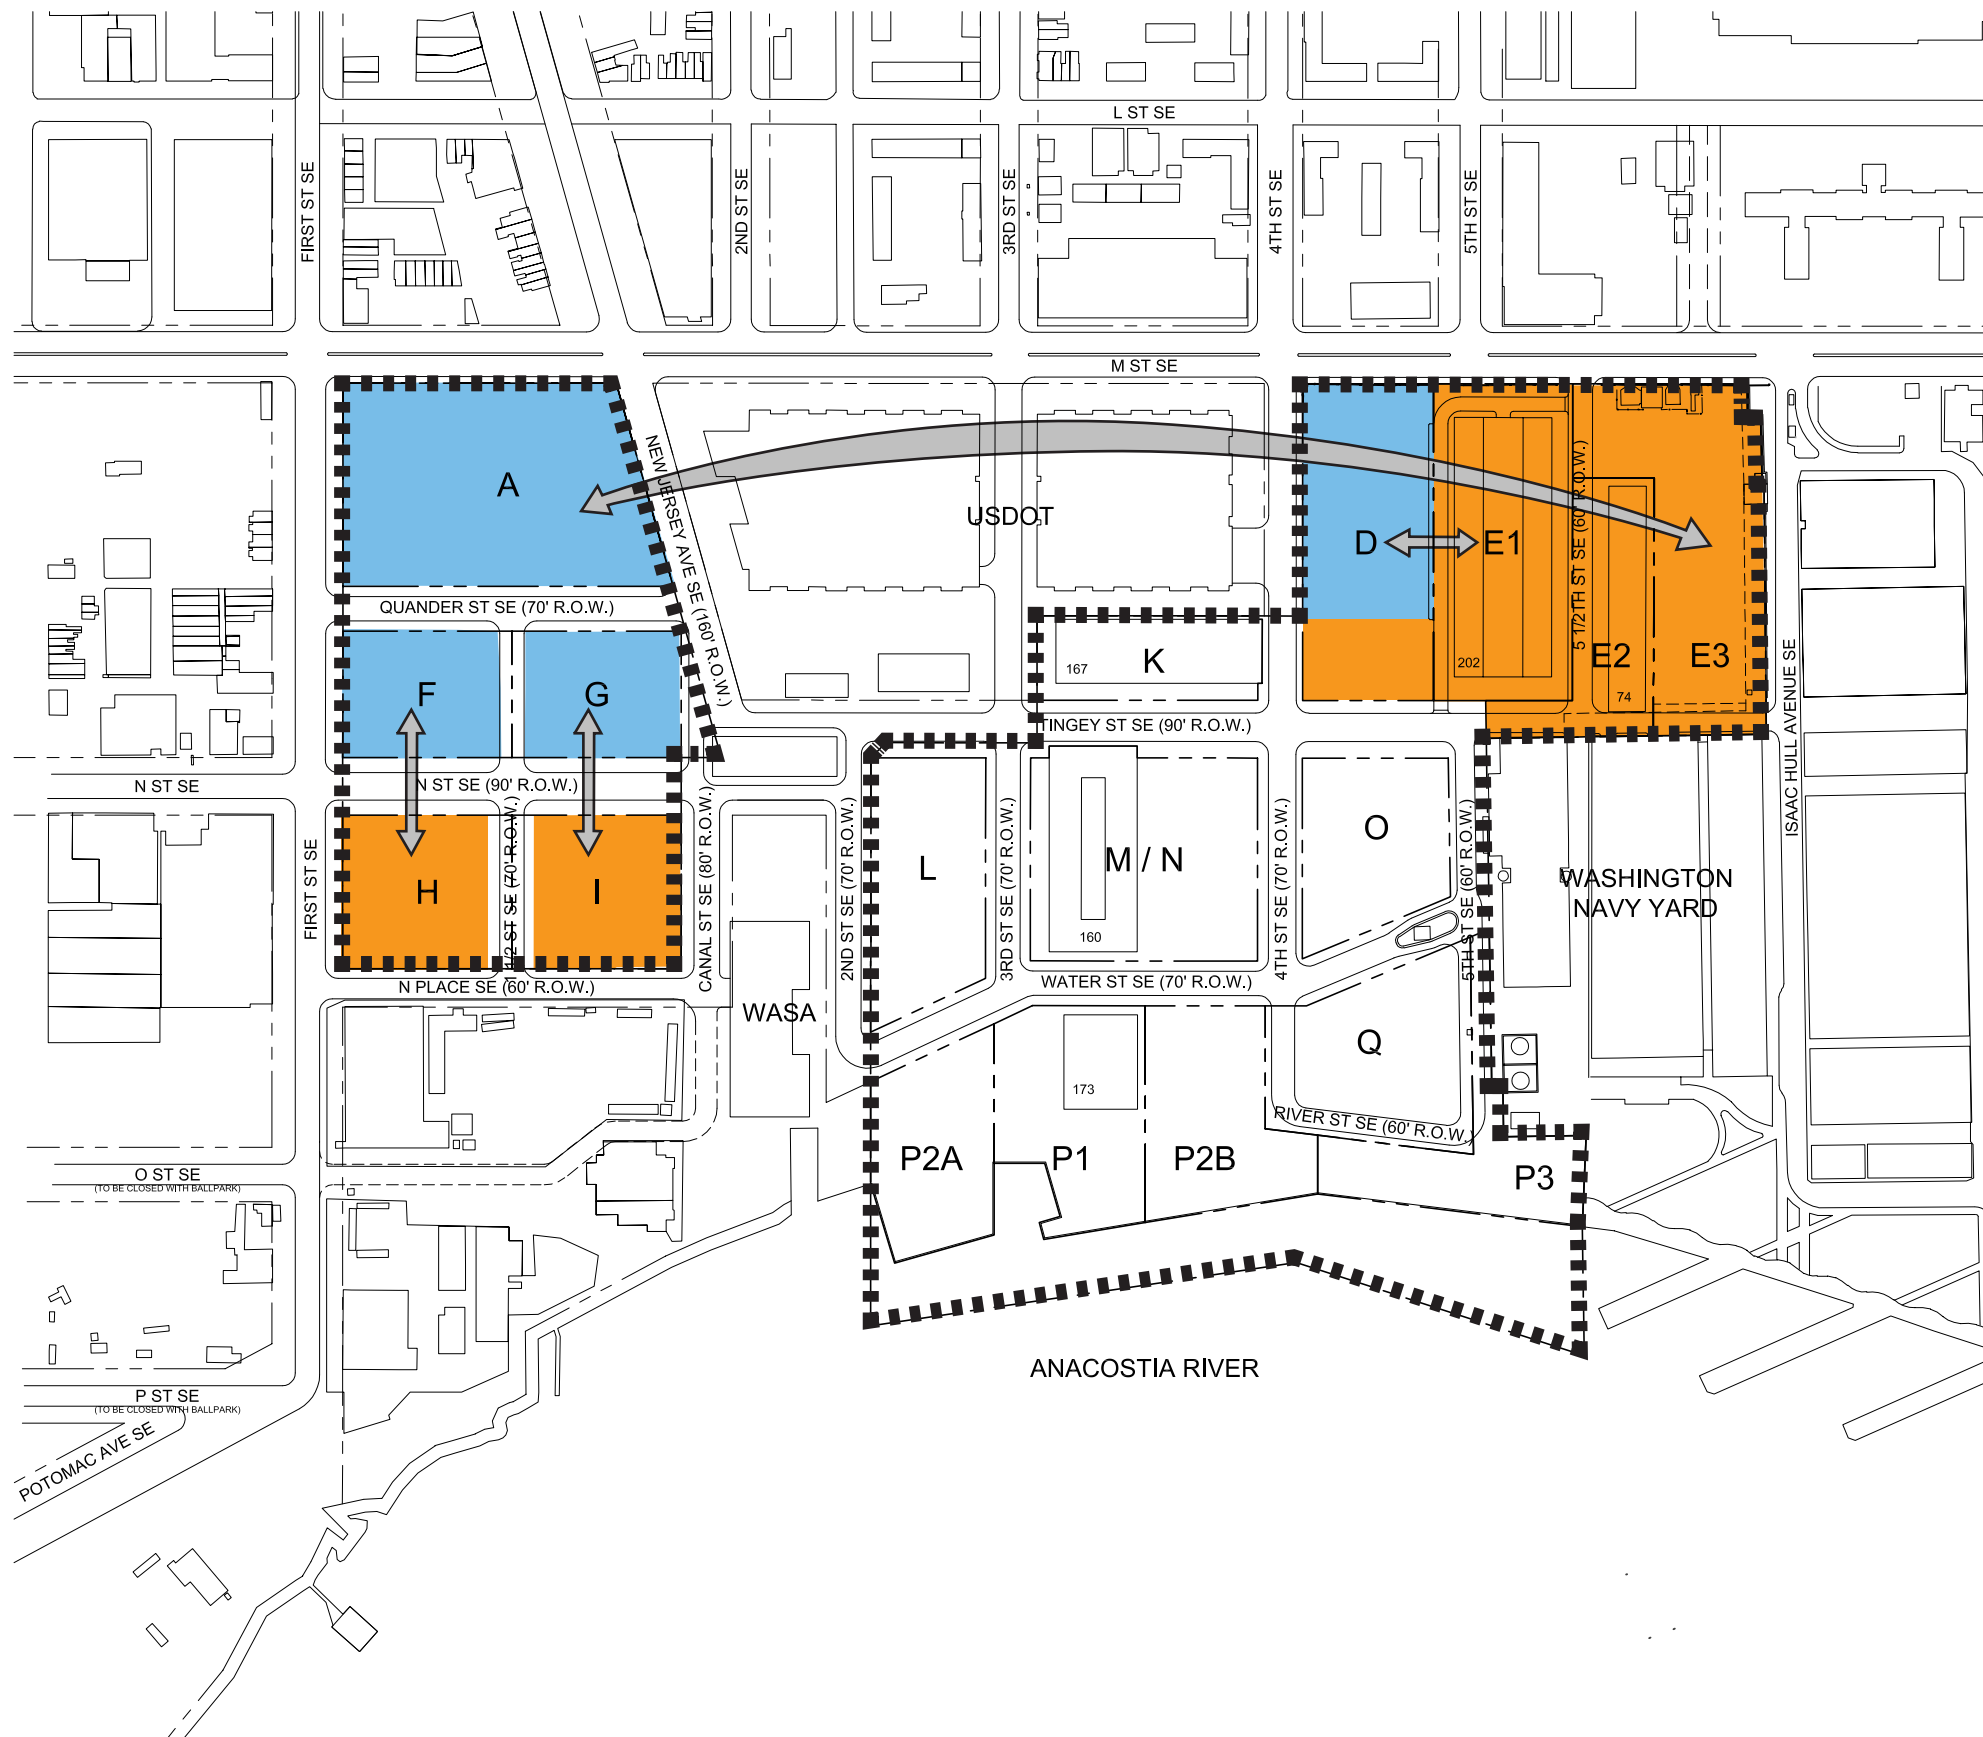 L ST SE
FIRST ST SE
2ND ST SE
3RD ST SE
4TH ST SE
5TH ST SE
M ST SE
A
NEW JERSEY AVE SE (160' R.O.W.)
USDOT
D
E1
5 1/2TH ST SE (60' R.O.W.)
QUANDER ST SE (70' R.O.W.)
F
G
167
K
202
E2
74
E3
ISAAC HULL AVENUE SE
TINGEY ST SE (90' R.O.W.)
N ST SE
N ST SE (90' R.O.W.)
FIRST ST SE
H
1 1/2 ST SE (70' R.O.W.)
I
CANAL ST SE (80' R.O.W.)
2ND ST SE (70' R.O.W.)
L
3RD ST SE (70' R.O.W.)
M / N
160
4TH ST SE (70' R.O.W.)
O
5TH ST SE (60' R.O.W.)
WASHINGTON
NAVY YARD
N PLACE SE (60' R.O.W.)
WATER ST SE (70' R.O.W.)
WASA
Q
173
RIVER ST SE (60' R.O.W.)
P2A
P1
P2B
P3
O ST SE
(TO BE CLOSED WITH BALLPARK)
ANACOSTIA RIVER
P ST SE
(TO BE CLOSED WITH BALLPARK)
POTOMAC AVE SE